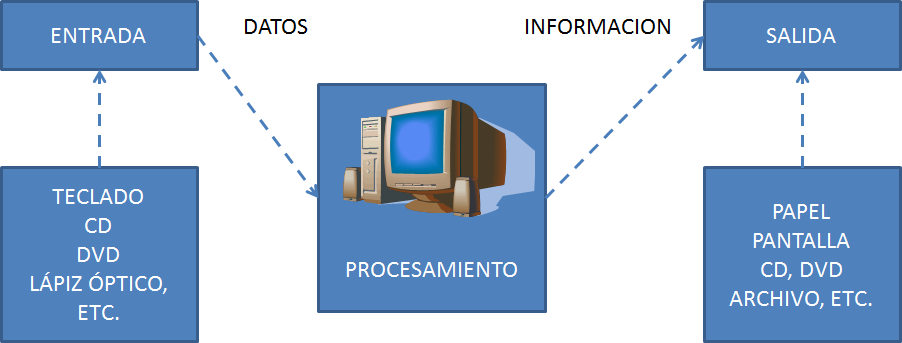 ENTRADA
DATOS
INFORMACION
SALIDA
TECLADO
CD
DVD
LÁPIZ ÓPTICO,
ETC.
PROCESAMIENTO
PAPEL
PANTALLA
CD, DVD
ARCHIVO, ETC.